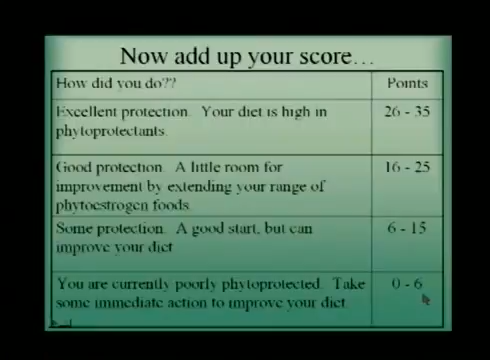 Now add up your score…
How did you do?? Points
Excellent protection. Your diet is high in 26 - 35
phytoprotectants.
Good protection. A little room for 16 - 25
improvement by extending your range of
phytoestrogen foods.
Some protection. A good start, but can 6 - 15
improve your diet
You are currently poorly phytoprotected. Take 0 - 6
some immediate action to improve your diet.